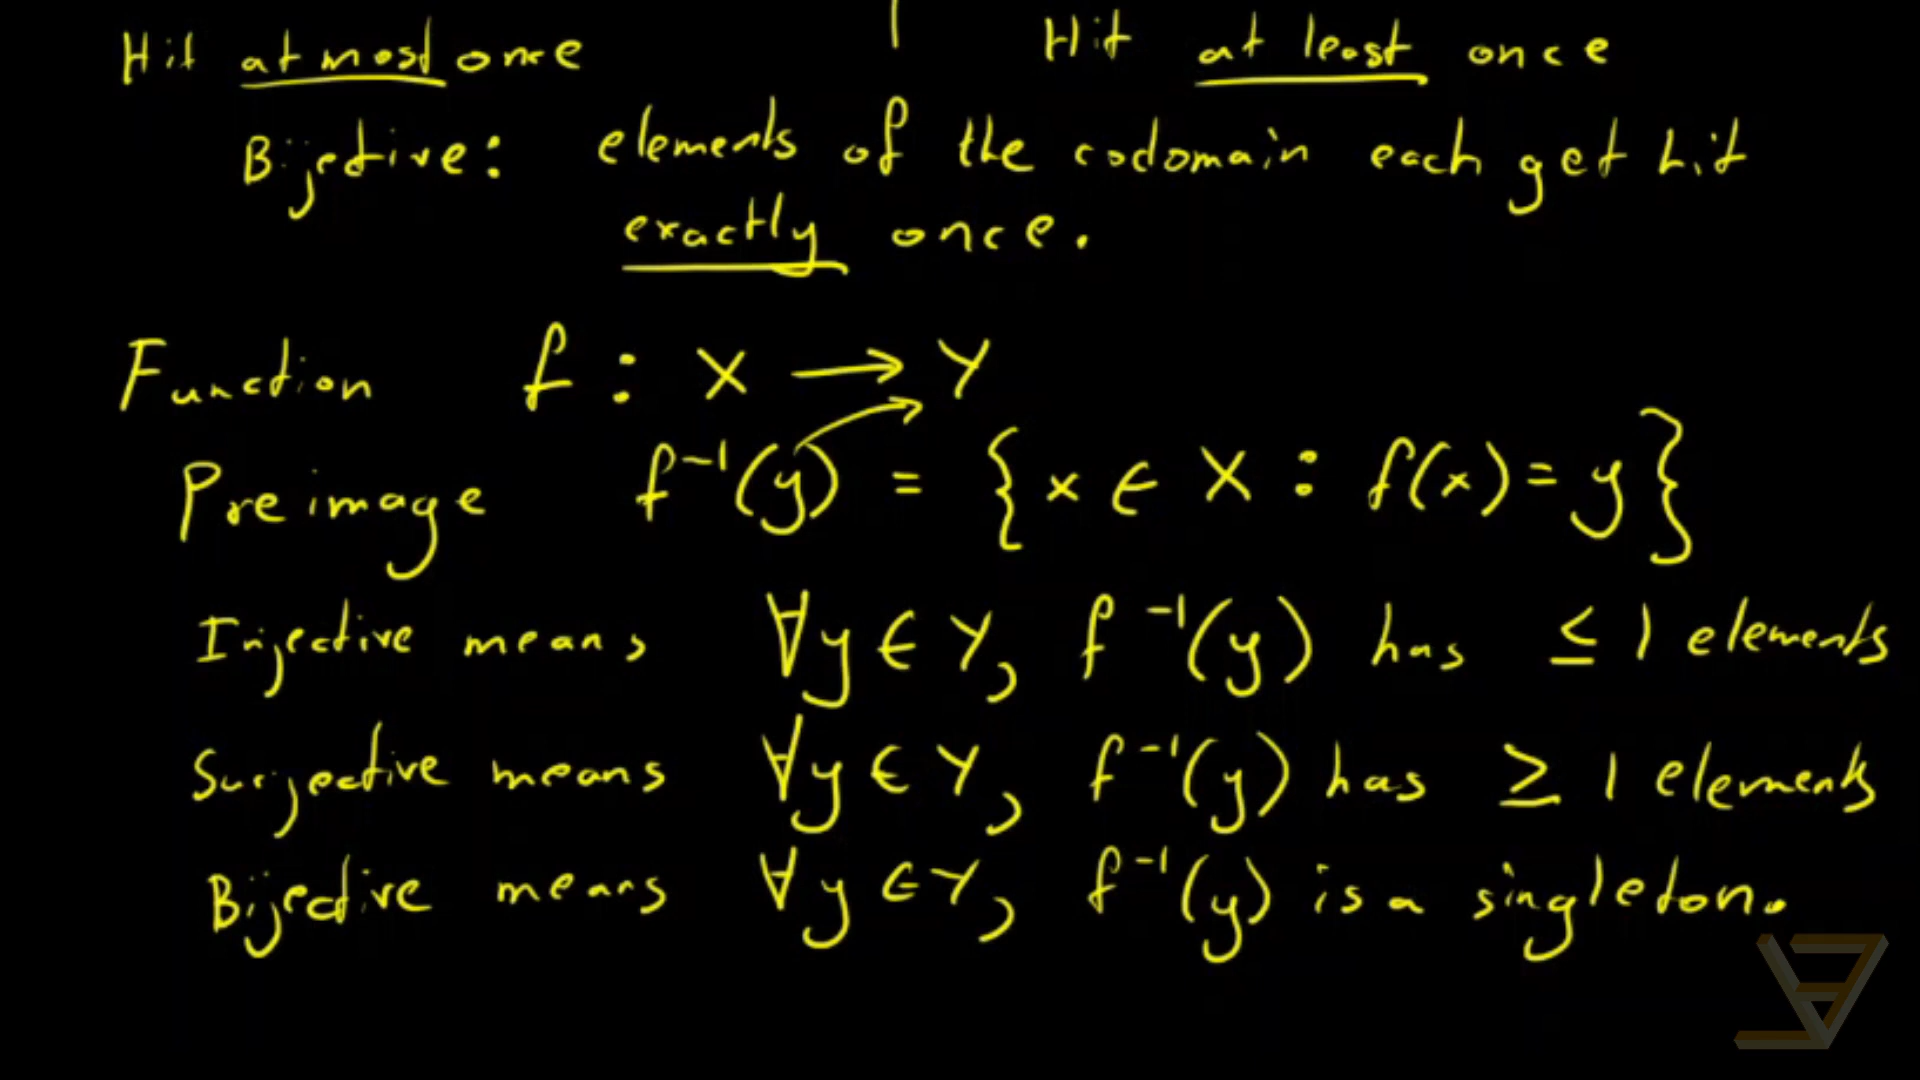 Hit at most once | Hit at least once
Bijective: elements of the codomain each get hit
exactly once.
Function f : X → Y
Preimage f⁻¹(y) = { x ∈ X : f(x) = y }
Injective means ∀y ∈ Y, f⁻¹(y) has ≤ 1 elements
Surjective means ∀y ∈ Y, f⁻¹(y) has ≥ 1 elements
Bijective means ∀y ∈ Y, f⁻¹(y) is a singleton.